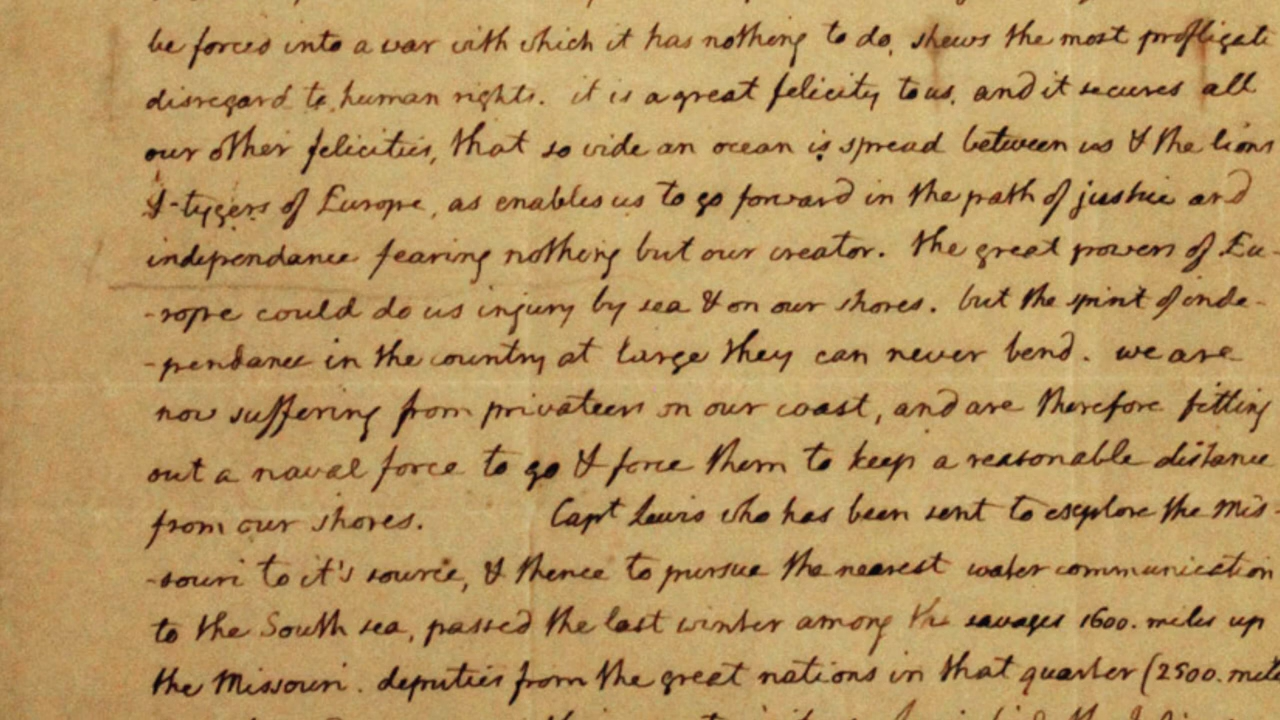 be forced into a war with which it has nothing to do, shews the most profligate
disregard to human rights. it is a great felicity to us, and it secures all
our other felicities, that so wide an ocean is spread between us & the lions
& tygers of Europe, as enables us to go forward in the path of justice and
independance fearing nothing but our creator. the great powers of Eu-
-rope could do us injury by sea & on our shores. but the spirit of inde-
-pendance in the country at large they can never bend. we are
now suffering from privateers on our coast, and are therefore fitting
out a naval force to go & force them to keep a reasonable distance
from our shores. Capt Lewis who has been sent to explore the Mis-
-souri to it's source, & thence to pursue the nearest water communication
to the South sea, passed the last winter among the savages 1600. miles up
the Missouri. deputies from the great nations in that quarter (2500. mile